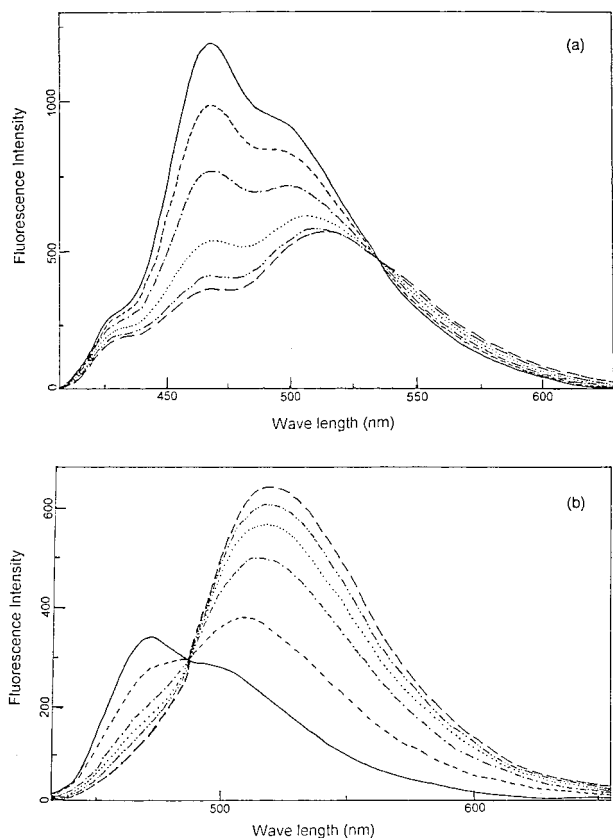 (a)
1000
500
0
Fluorescence Intensity
450 500 550 600
Wave length (nm)
(b)
600
400
200
0
Fluorescence Intensity
500 600
Wave length (nm)